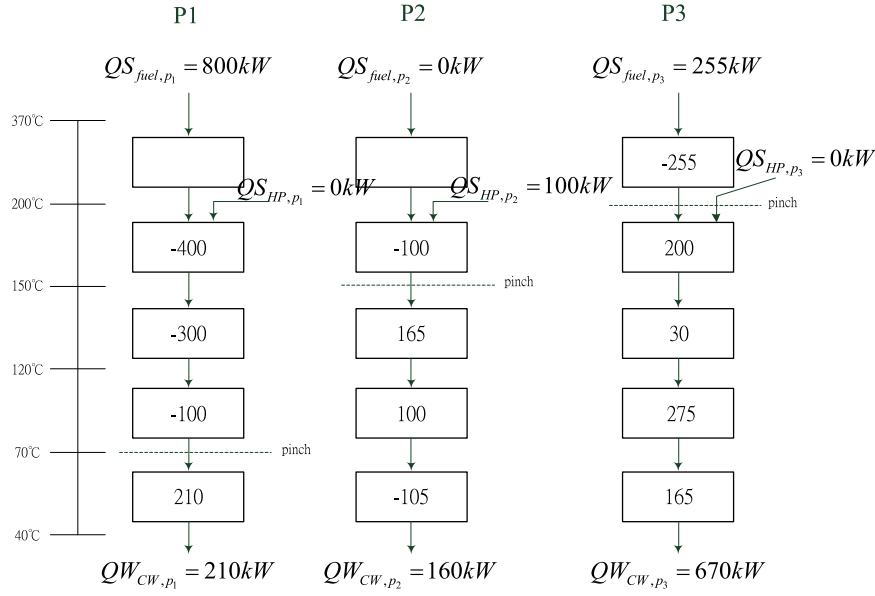 P1 P2 P3
QS_{fuel,p_1} = 800kW QS_{fuel,p_2} = 0kW QS_{fuel,p_3} = 255kW
370℃
-255
QS_{HP,p_1} = 0kW QS_{HP,p_2} = 100kW QS_{HP,p_3} = 0kW
200℃ pinch
-400 -100 200
150℃ pinch
-300 165 30
120℃
-100 100 275
70℃ pinch
210 -105 165
40℃
QW_{CW,p_1} = 210kW QW_{CW,p_2} = 160kW QW_{CW,p_3} = 670kW